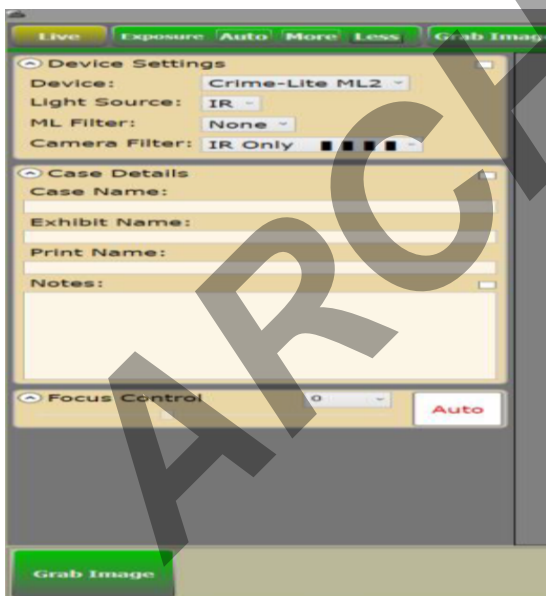 Live Exposure Auto More Less Grab Imag
Device Settings
Device: Crime-Lite ML2
Light Source: IR
ML Filter: None
Camera Filter: IR Only
Case Details
Case Name:
Exhibit Name:
Print Name:
Notes:
Focus Control 0 Auto
Grab Image
ARCH